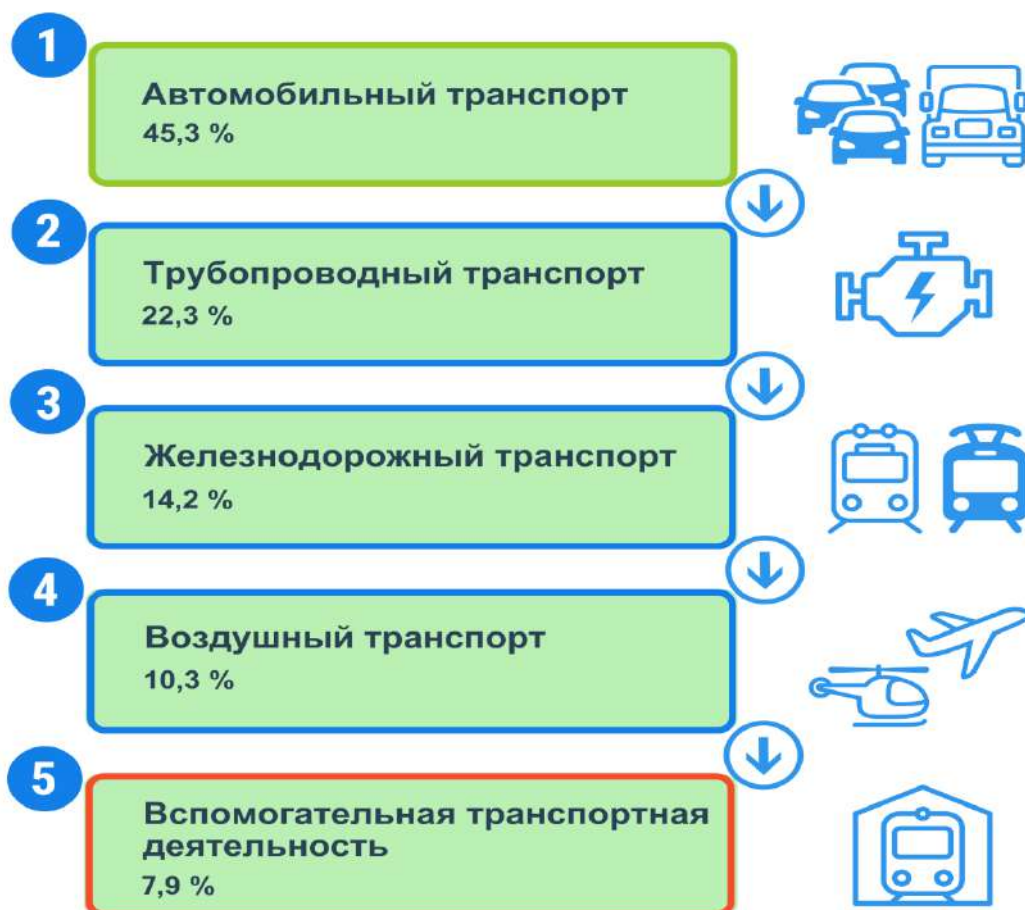 1
Автомобильный транспорт
45,3 %
2
Трубопроводный транспорт
22,3 %
3
Железнодорожный транспорт
14,2 %
4
Воздушный транспорт
10,3 %
5
Вспомогательная транспортная
деятельность
7,9 %